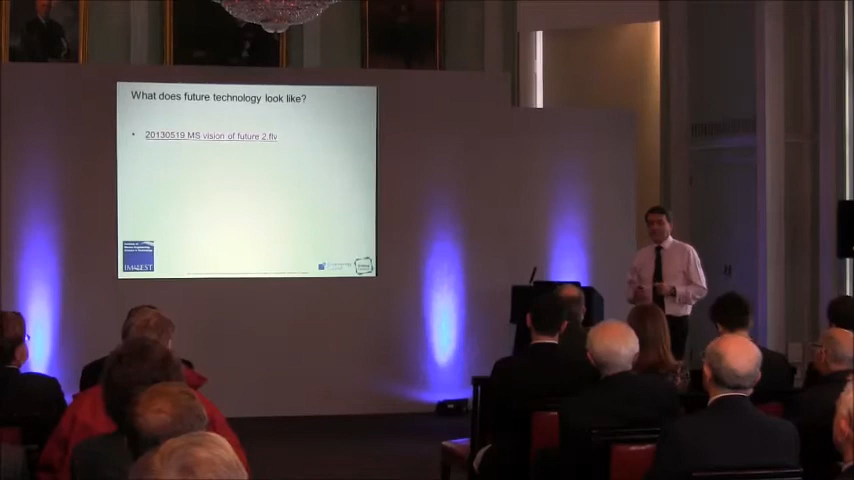 What does future technology look like?
• 20130519 MS vision of future 2.flv
IMarEST